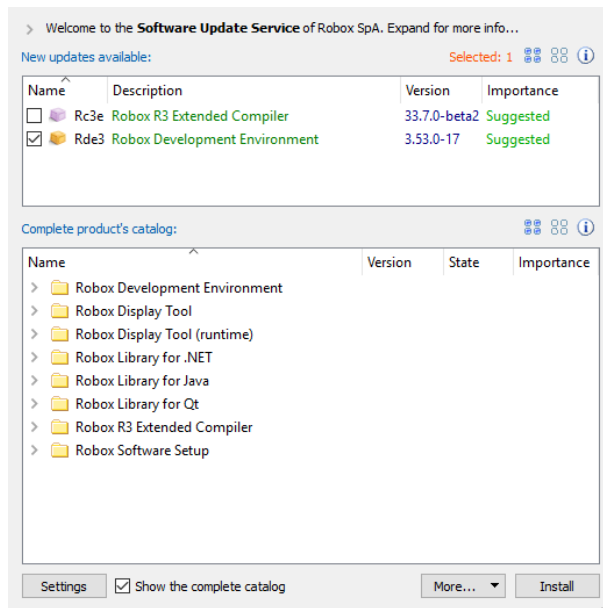 Welcome to the Software Update Service of Robox SpA. Expand for more info...
New updates available: Selected: 1
Name Description Version Importance
Rc3e Robox R3 Extended Compiler 33.7.0-beta2 Suggested
Rde3 Robox Development Environment 3.53.0-17 Suggested
Complete product's catalog:
Name Version State Importance
Robox Development Environment
Robox Display Tool
Robox Display Tool (runtime)
Robox Library for .NET
Robox Library for Java
Robox Library for Qt
Robox R3 Extended Compiler
Robox Software Setup
Settings Show the complete catalog More... Install